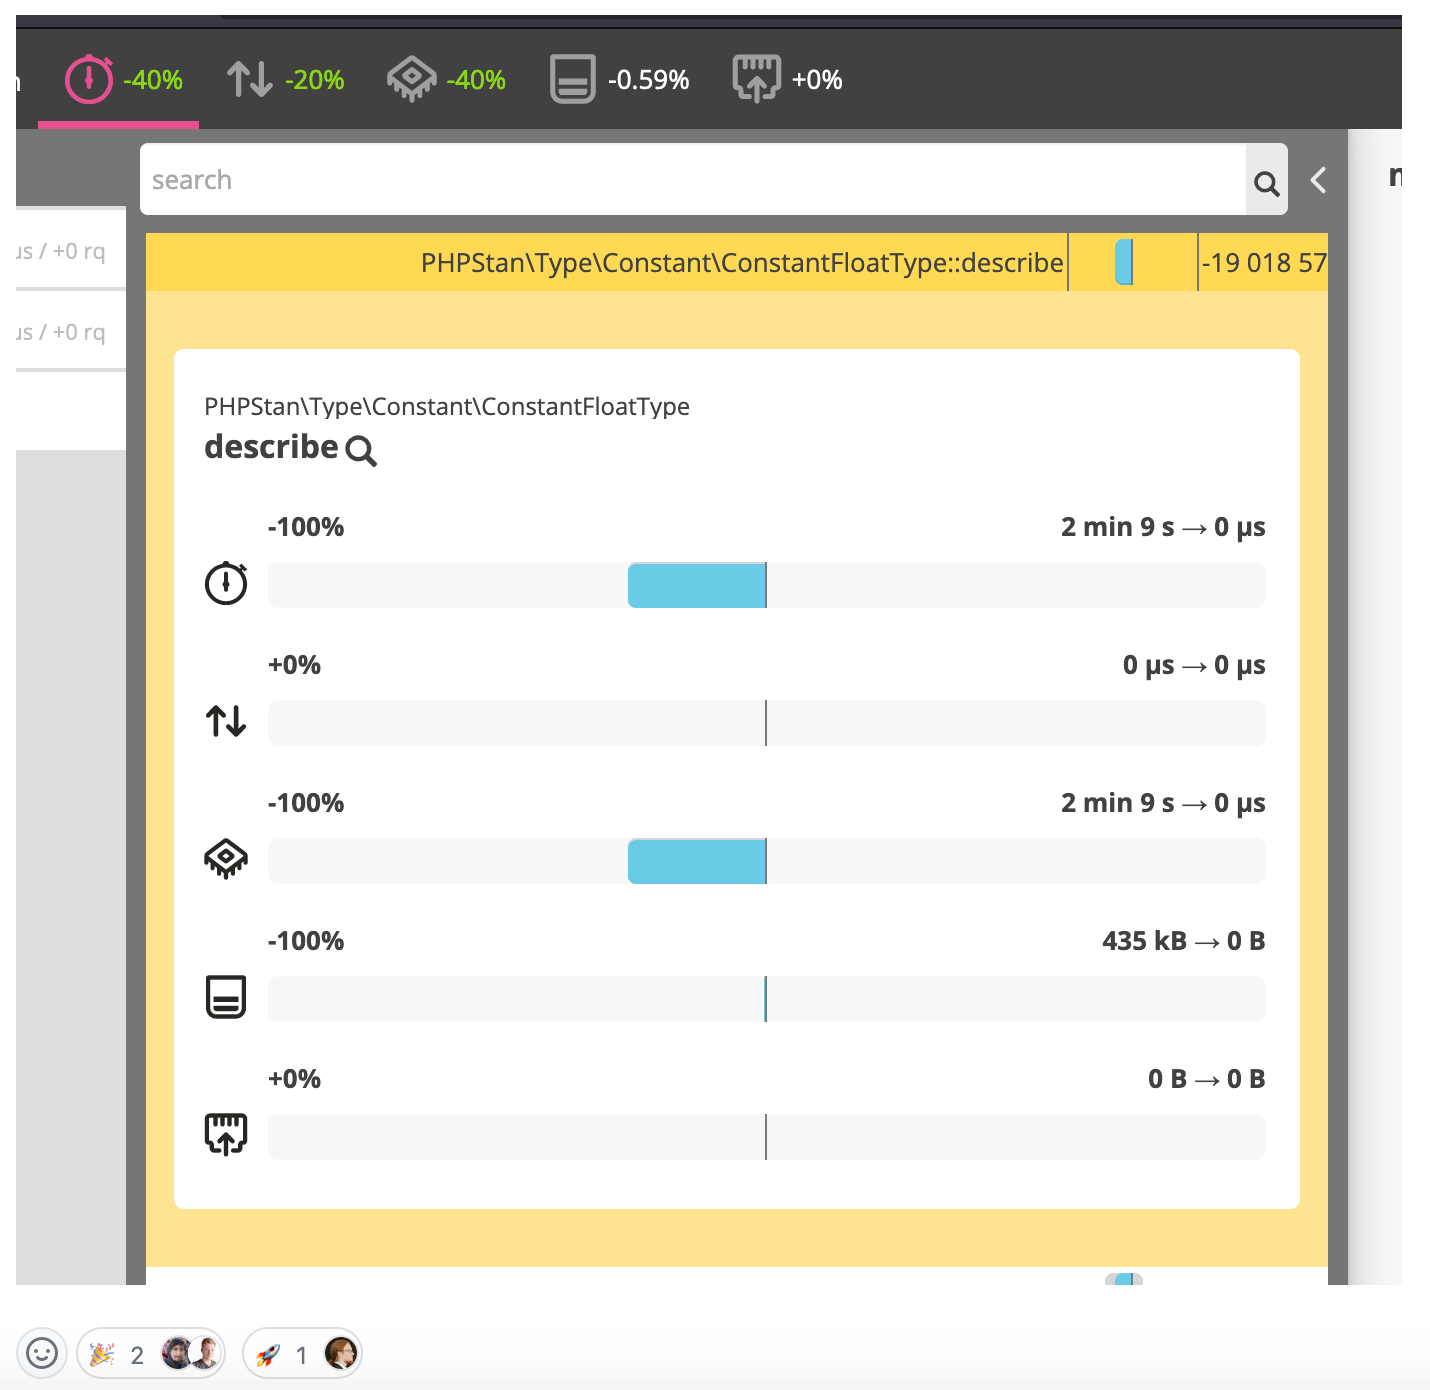 -40% -20% -40% -0.59% +0%
search
µs / +0 rq
PHPStan\Type\Constant\ConstantFloatType::describe -19 018 57
µs / +0 rq
PHPStan\Type\Constant\ConstantFloatType
describe
-100% 2 min 9 s → 0 µs
+0% 0 µs → 0 µs
-100% 2 min 9 s → 0 µs
-100% 435 kB → 0 B
+0% 0 B → 0 B
2 1